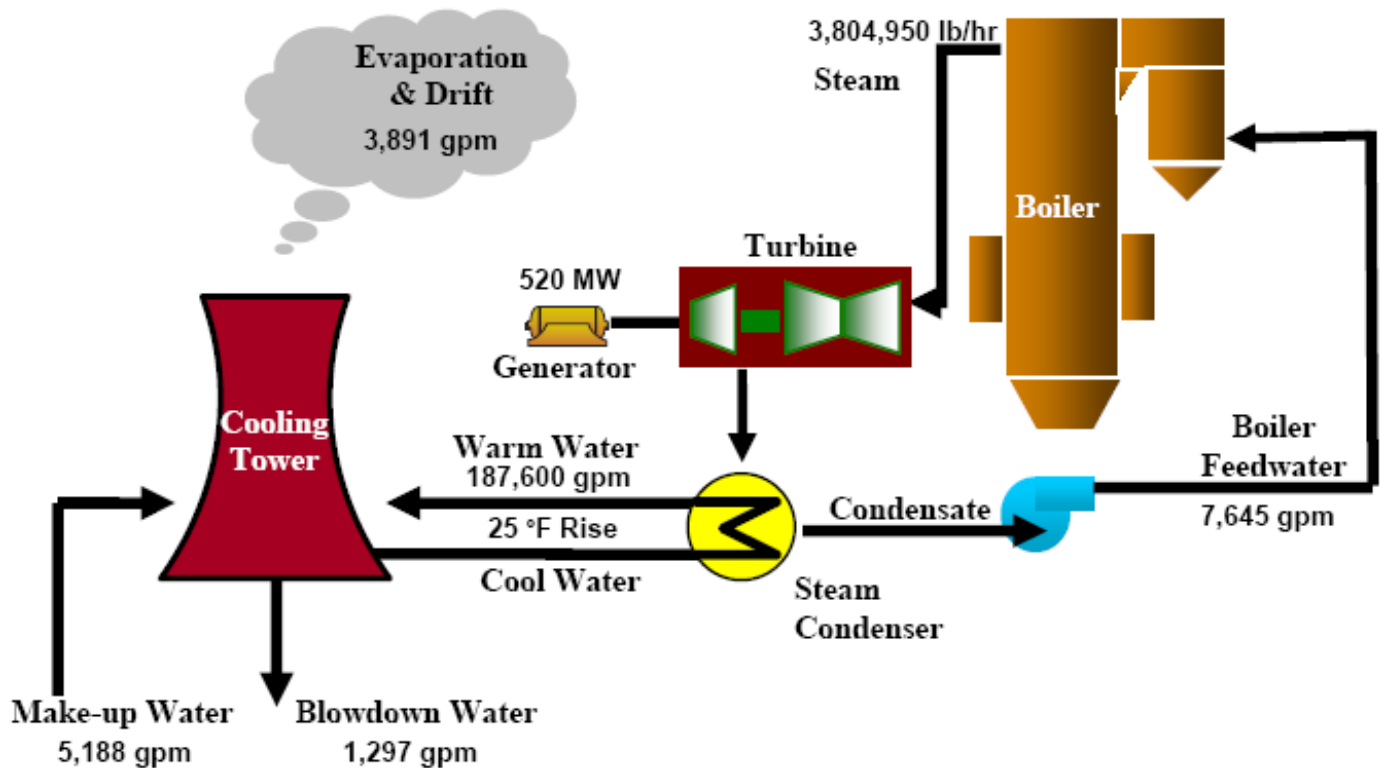 Evaporation
& Drift
3,891 gpm
3,804,950 lb/hr
Steam
Boiler
Turbine
520 MW
Generator
Cooling
Tower
Warm Water
187,600 gpm
25 °F Rise
Cool Water
Condensate
Boiler
Feedwater
7,645 gpm
Steam
Condenser
Make-up Water
5,188 gpm
Blowdown Water
1,297 gpm